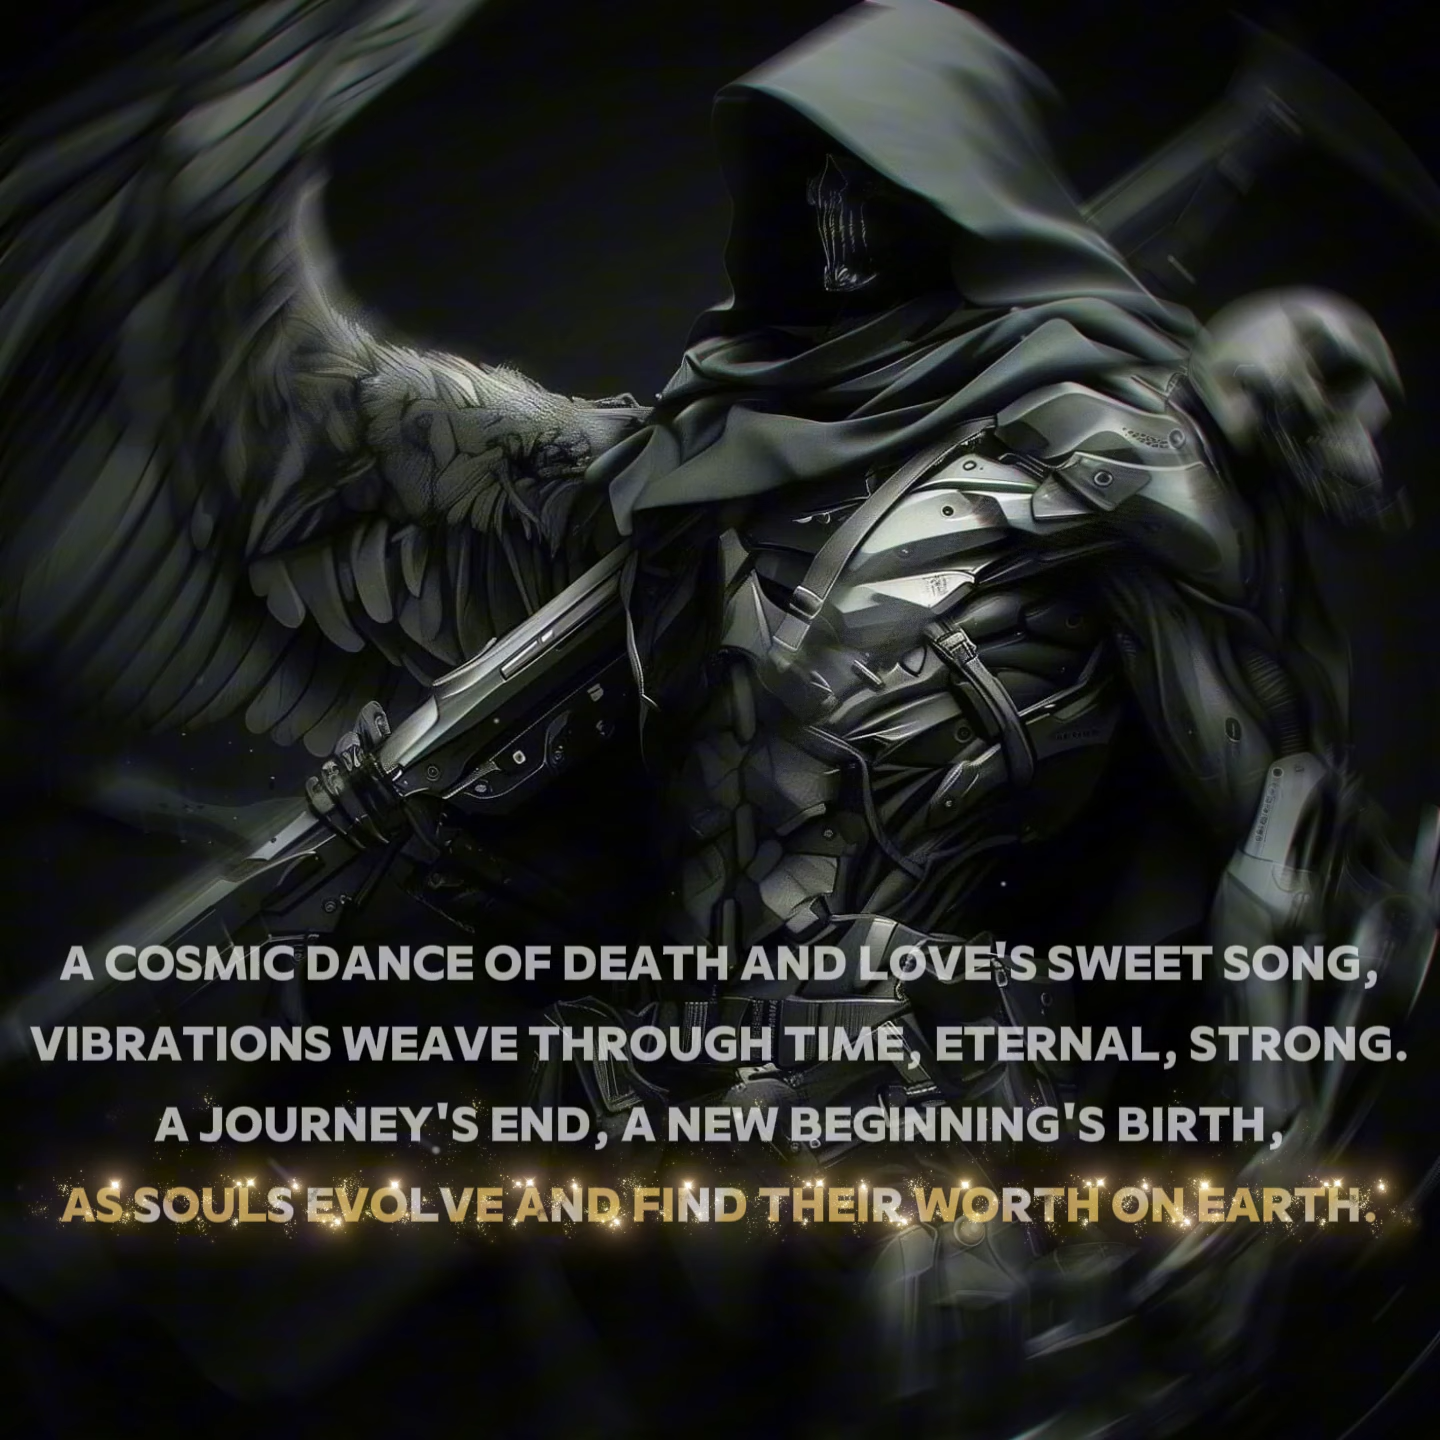 A COSMIC DANCE OF DEATH AND LOVE'S SWEET SONG,
VIBRATIONS WEAVE THROUGH TIME, ETERNAL, STRONG.
A JOURNEY'S END, A NEW BEGINNING'S BIRTH,
AS SOULS EVOLVE AND FIND THEIR WORTH ON EARTH.